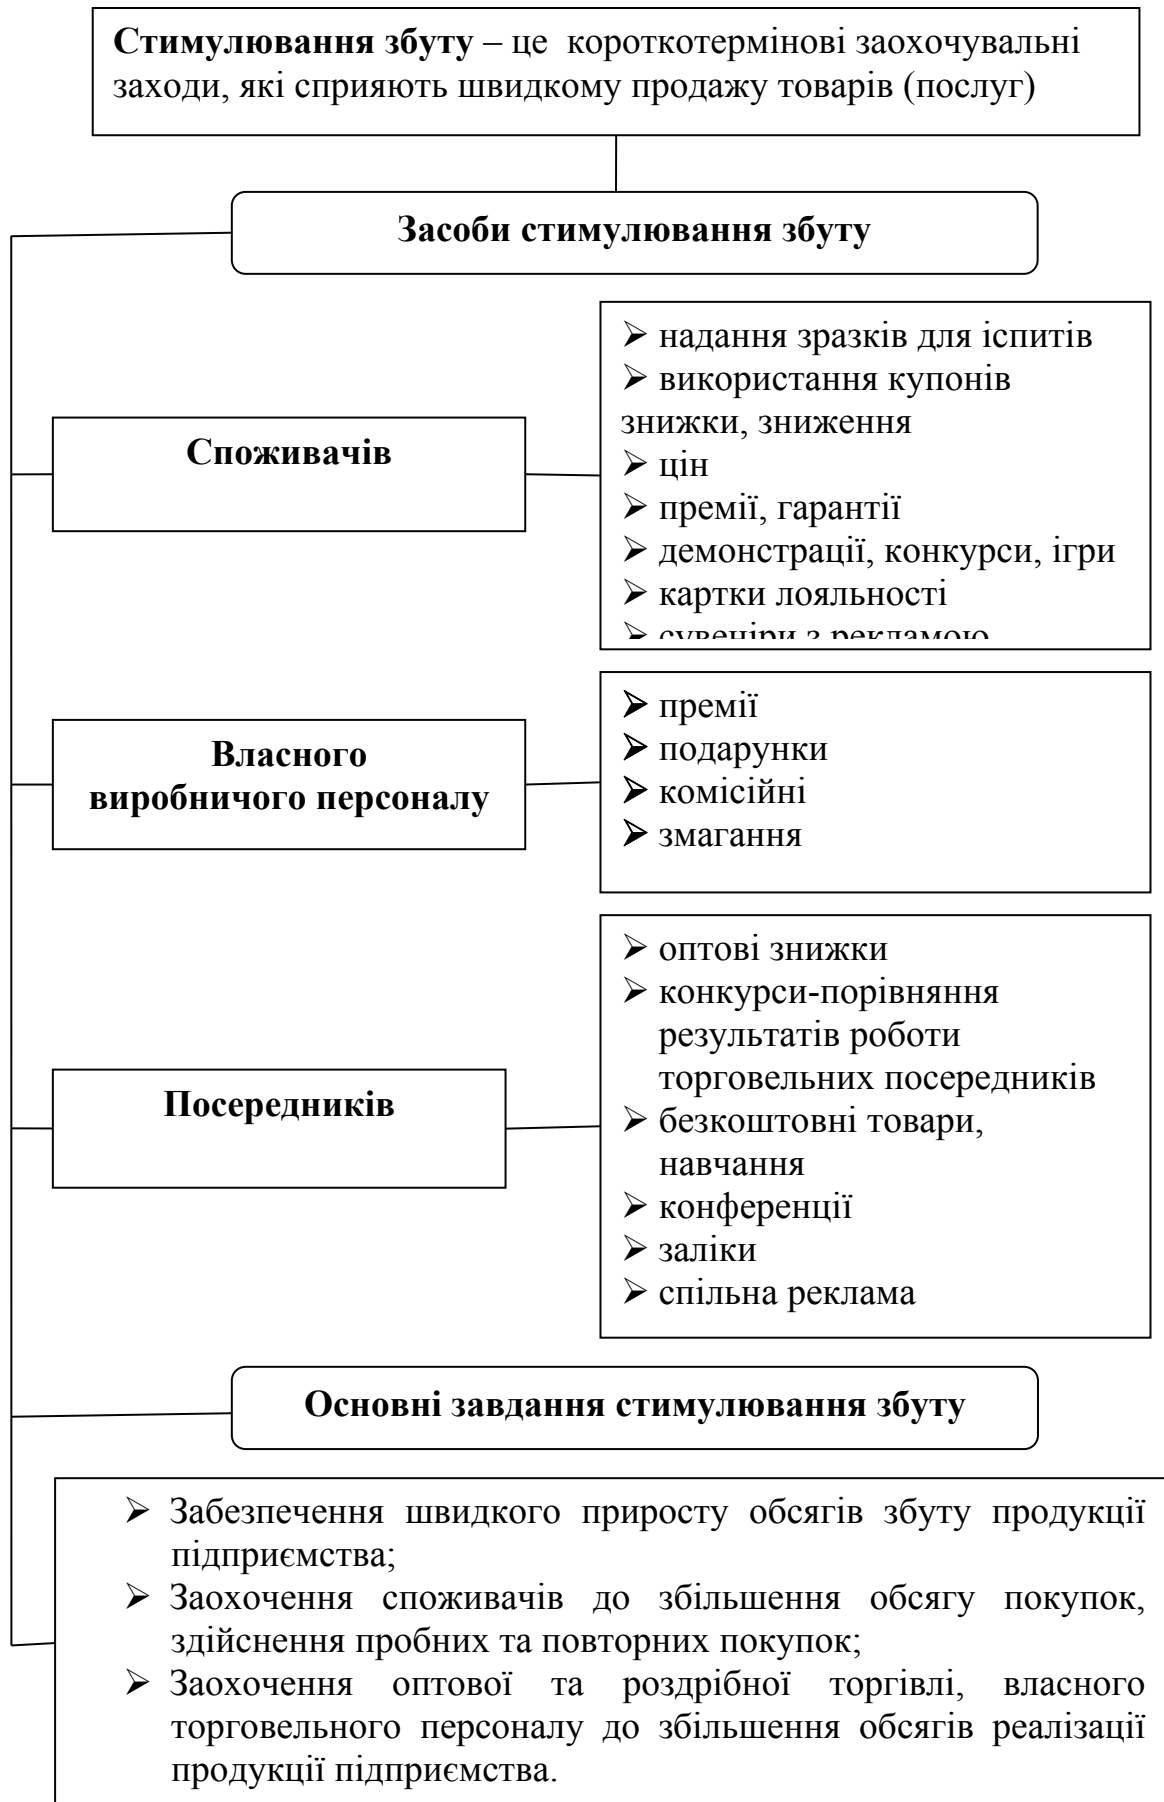 Стимулювання збуту – це короткотермінові заохочувальні
заходи, які сприяють швидкому продажу товарів (послуг)
Засоби стимулювання збуту
Споживачів
➢ надання зразків для іспитів
➢ використання купонів
знижки, зниження
➢ цін
➢ премії, гарантії
➢ демонстрації, конкурси, ігри
➢ картки лояльності
➢ сувеніри з рекламою
Власного
виробничого персоналу
➢ премії
➢ подарунки
➢ комісійні
➢ змагання
Посередників
➢ оптові знижки
➢ конкурси-порівняння
результатів роботи
торговельних посередників
➢ безкоштовні товари,
навчання
➢ конференції
➢ заліки
➢ спільна реклама
Основні завдання стимулювання збуту
➢ Забезпечення швидкого приросту обсягів збуту продукції
підприємства;
➢ Заохочення споживачів до збільшення обсягу покупок,
здійснення пробних та повторних покупок;
➢ Заохочення оптової та роздрібної торгівлі, власного
торговельного персоналу до збільшення обсягів реалізації
продукції підприємства.